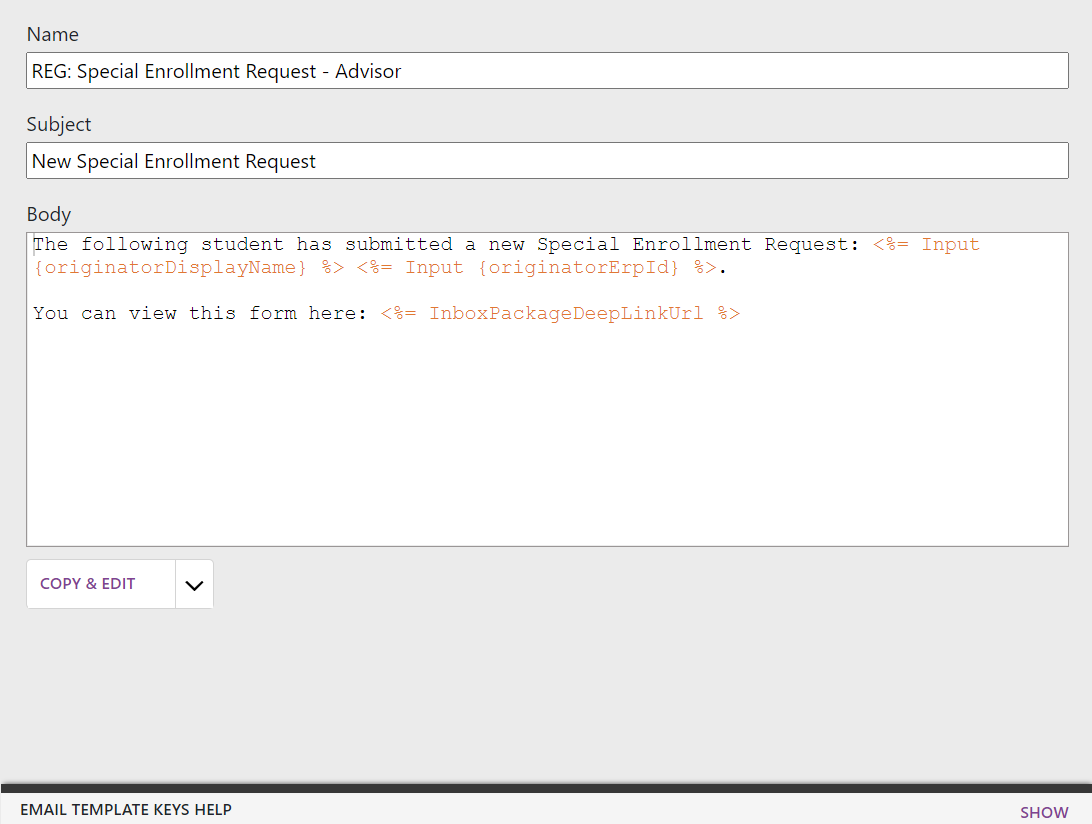 Name
REG: Special Enrollment Request - Advisor
Subject
New Special Enrollment Request
Body
The following student has submitted a new Special Enrollment Request: <%= Input
{originatorDisplayName} %> <%= Input {originatorErpId} %>.
You can view this form here: <%= InboxPackageDeepLinkUrl %>
COPY & EDIT
EMAIL TEMPLATE KEYS HELP
SHOW